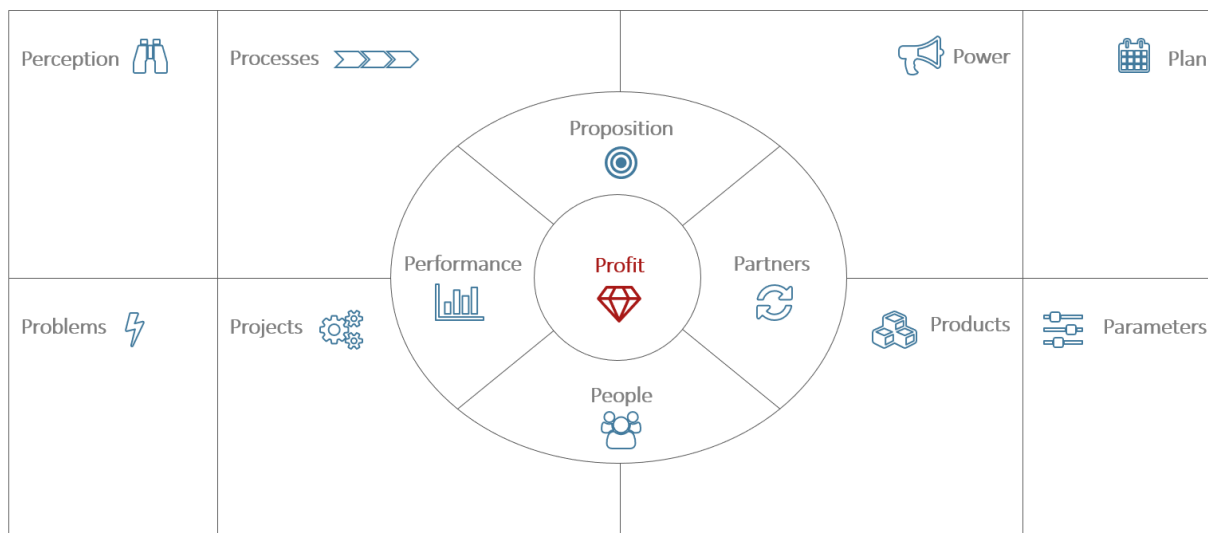 Perception
Processes
Power
Plan
Proposition
Performance
Profit
Partners
Problems
Projects
Products
Parameters
People